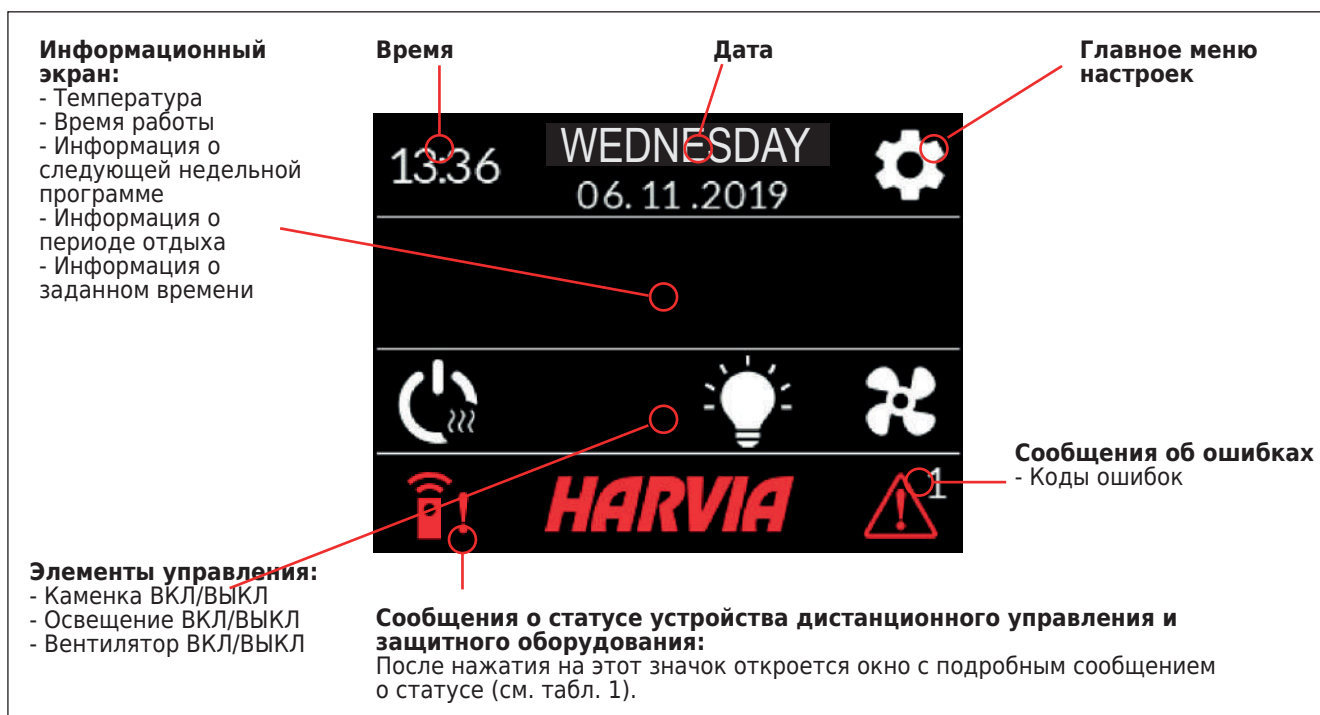 Информационный
экран:
- Температура
- Время работы
- Информация о
следующей недельной
программе
- Информация о
периоде отдыха
- Информация о
заданном времени
Время
Дата
Главное меню
настроек
13:36
WEDNESDAY
06. 11 .2019
HARVIA
1
Сообщения об ошибках
- Коды ошибок
Элементы управления:
- Каменка ВКЛ/ВЫКЛ
- Освещение ВКЛ/ВЫКЛ
- Вентилятор ВКЛ/ВЫКЛ
Сообщения о статусе устройства дистанционного управления и
защитного оборудования:
После нажатия на этот значок откроется окно с подробным сообщением
о статусе (см. табл. 1).